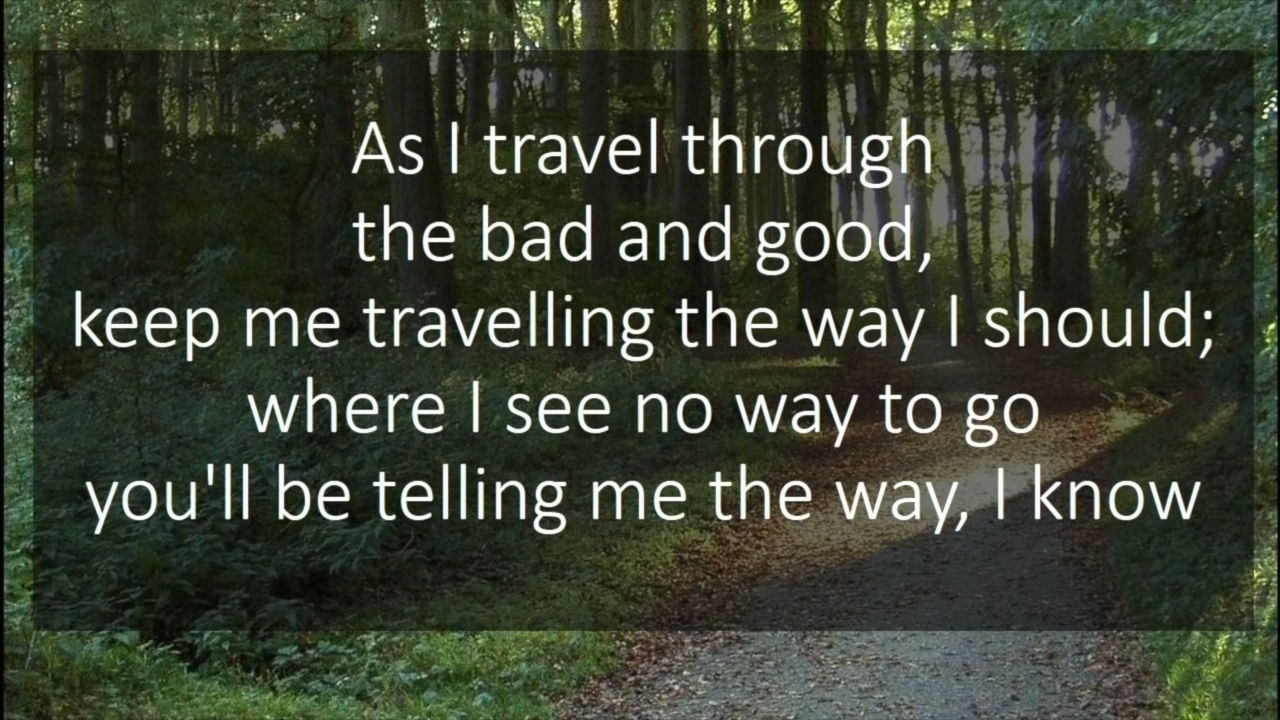 As I travel through
the bad and good,
keep me travelling the way I should;
where I see no way to go
you'll be telling me the way, I know